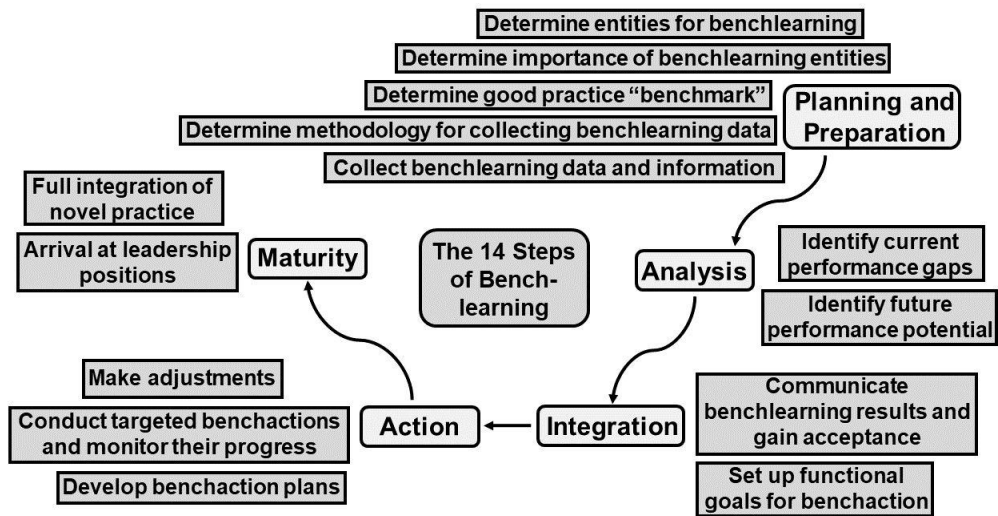 Determine entities for benchlearning
Determine importance of benchlearning entities
Determine good practice “benchmark”
Determine methodology for collecting benchlearning data
Collect benchlearning data and information
Planning and
Preparation
Full integration of
novel practice
Arrival at leadership
positions
Maturity
The 14 Steps
of Bench-
learning
Analysis
Identify current
performance gaps
Identify future
performance potential
Make adjustments
Conduct targeted benchactions
and monitor their progress
Develop benchaction plans
Action
Integration
Communicate
benchlearning results and
gain acceptance
Set up functional
goals for benchaction